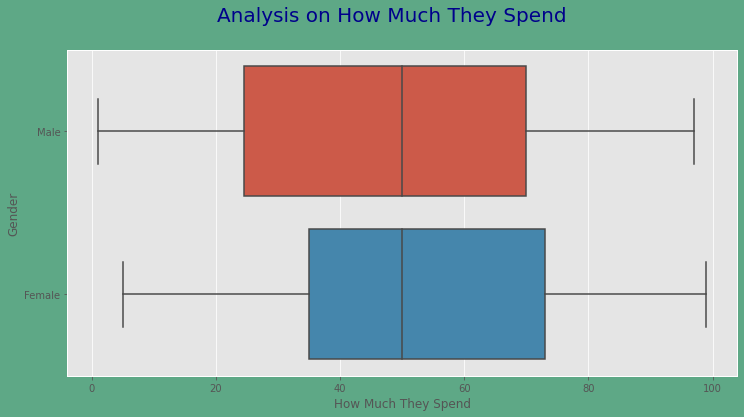 Analysis on How Much They Spend
Gender
Male
Female
0 20 40 60 80 100
How Much They Spend